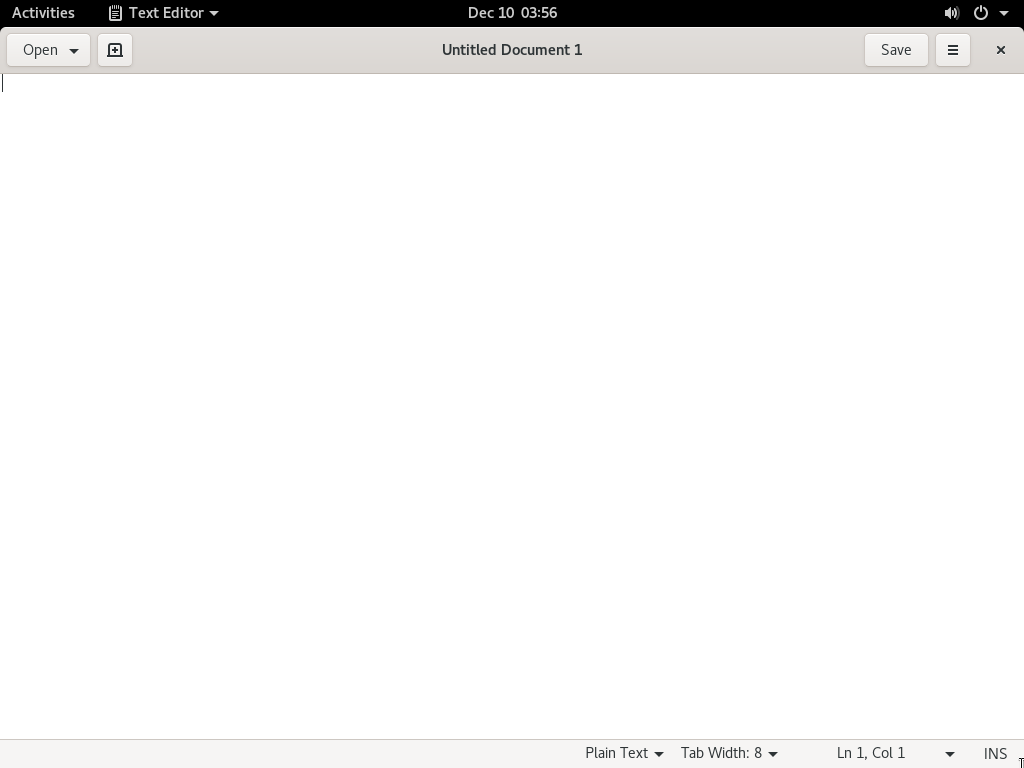 Activities Text Editor Dec 10 03:56
Open Untitled Document 1 Save
Plain Text Tab Width: 8 Ln 1, Col 1 INS